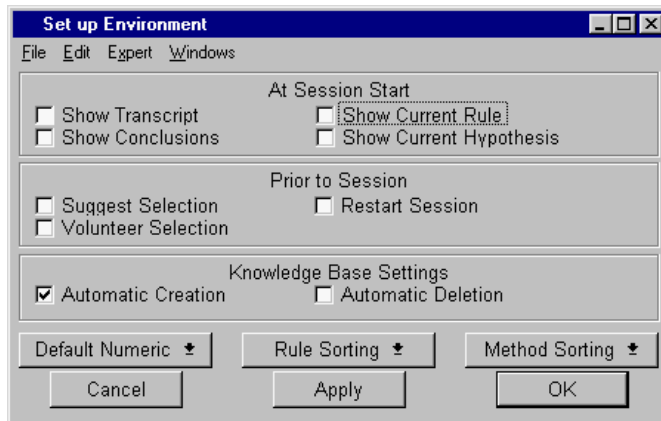 Set up Environment
File Edit Expert Windows
At Session Start
Show Transcript Show Current Rule
Show Conclusions Show Current Hypothesis
Prior to Session
Suggest Selection Restart Session
Volunteer Selection
Knowledge Base Settings
Automatic Creation Automatic Deletion
Default Numeric Rule Sorting Method Sorting
Cancel Apply OK